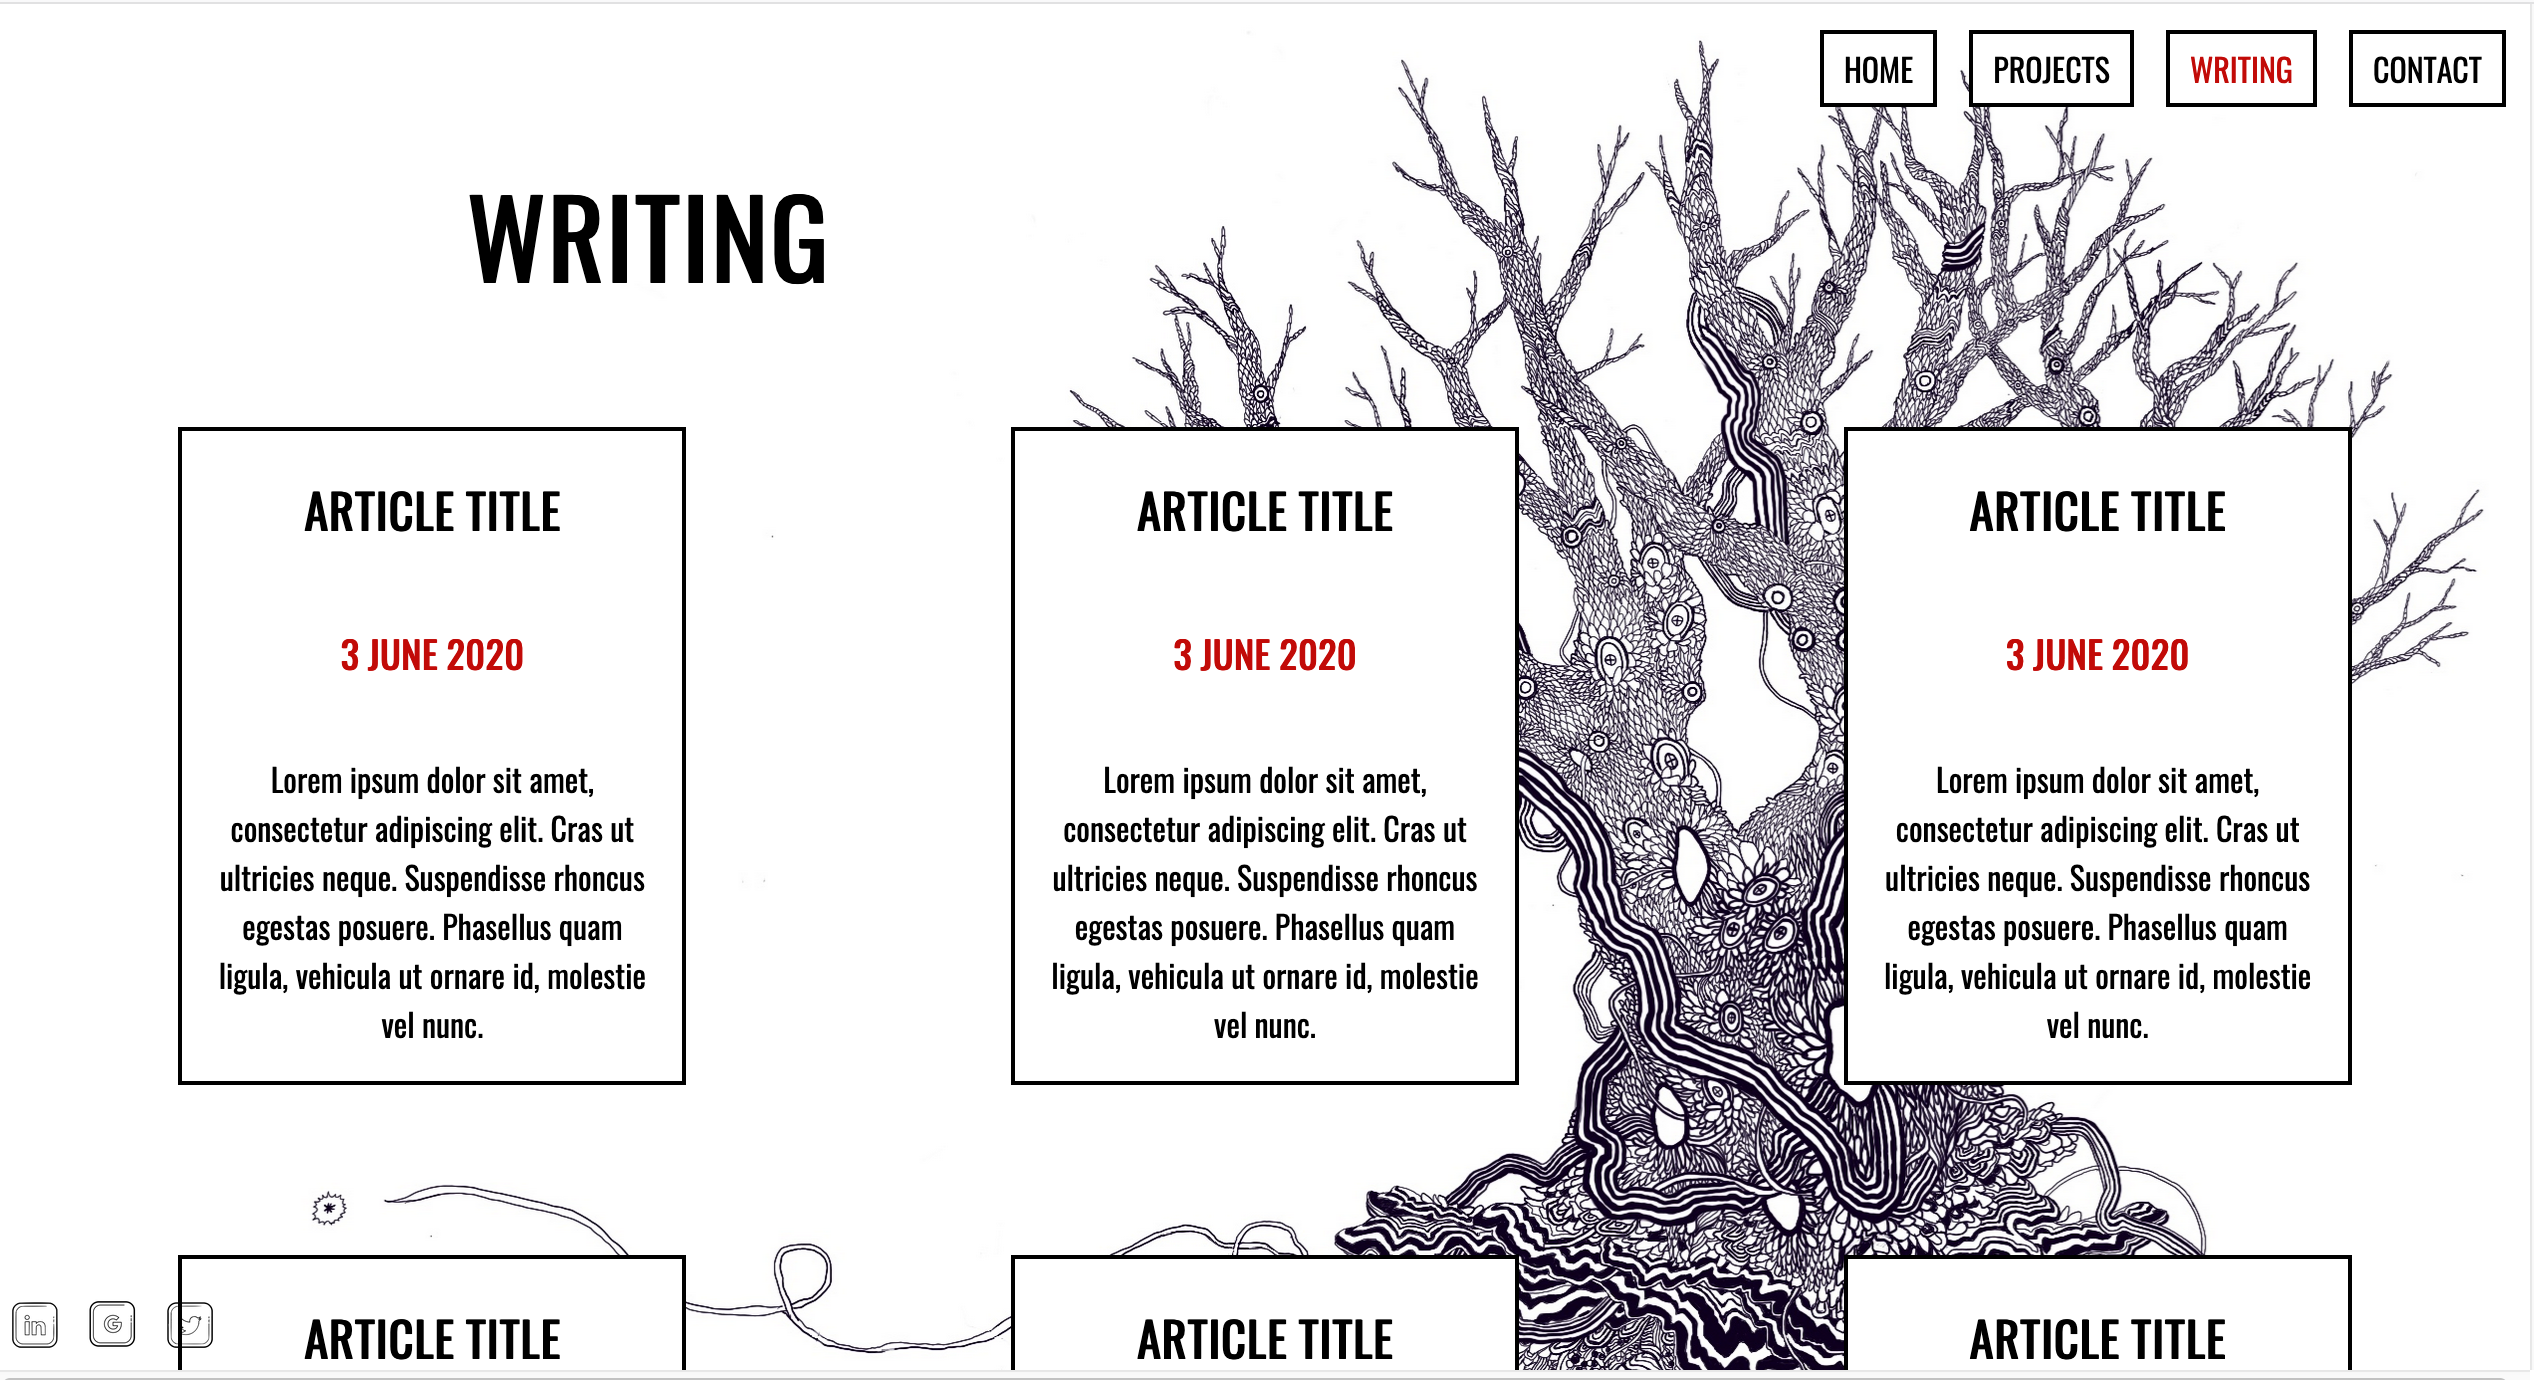 HOME PROJECTS WRITING CONTACT
WRITING
ARTICLE TITLE
3 JUNE 2020
Lorem ipsum dolor sit amet,
consectetur adipiscing elit. Cras ut
ultricies neque. Suspendisse rhoncus
egestas posuere. Phasellus quam
ligula, vehicula ut ornare id, molestie
vel nunc.
ARTICLE TITLE
3 JUNE 2020
Lorem ipsum dolor sit amet,
consectetur adipiscing elit. Cras ut
ultricies neque. Suspendisse rhoncus
egestas posuere. Phasellus quam
ligula, vehicula ut ornare id, molestie
vel nunc.
ARTICLE TITLE
3 JUNE 2020
Lorem ipsum dolor sit amet,
consectetur adipiscing elit. Cras ut
ultricies neque. Suspendisse rhoncus
egestas posuere. Phasellus quam
ligula, vehicula ut ornare id, molestie
vel nunc.
in G
ARTICLE TITLE
ARTICLE TITLE
ARTICLE TITLE